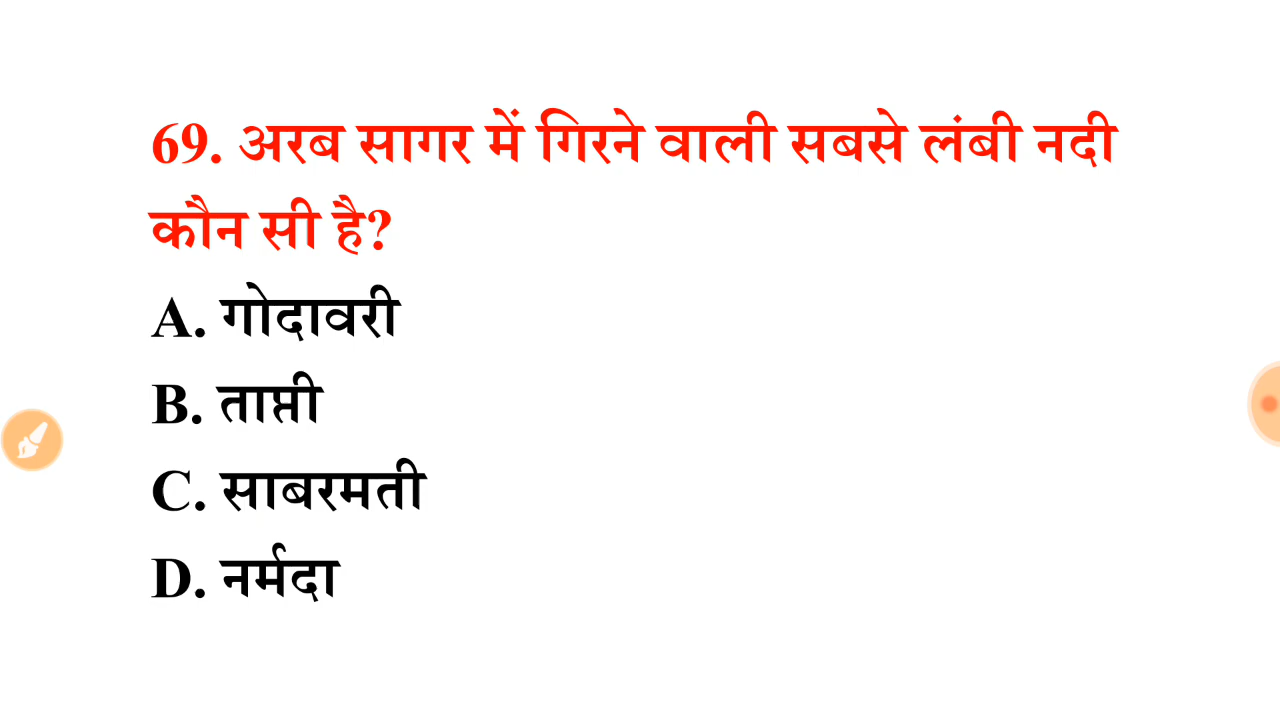 69. अरब सागर में गिरने वाली सबसे लंबी नदी
कौन सी है?
A. गोदावरी
B. ताप्ती
C. साबरमती
D. नर्मदा